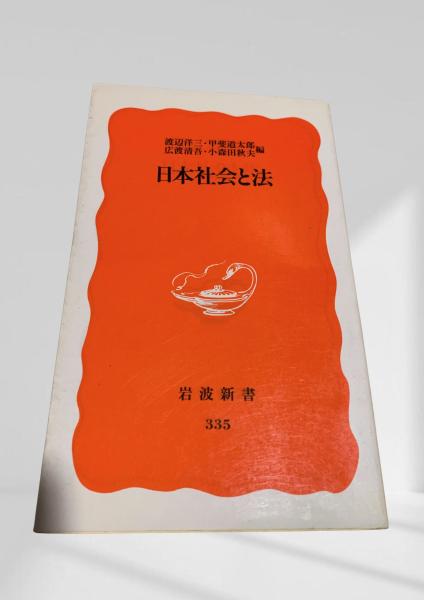 渡辺洋三・甲斐道太郎
広渡清吾・小森田秋夫 編
日本社会と法
岩波新書
335